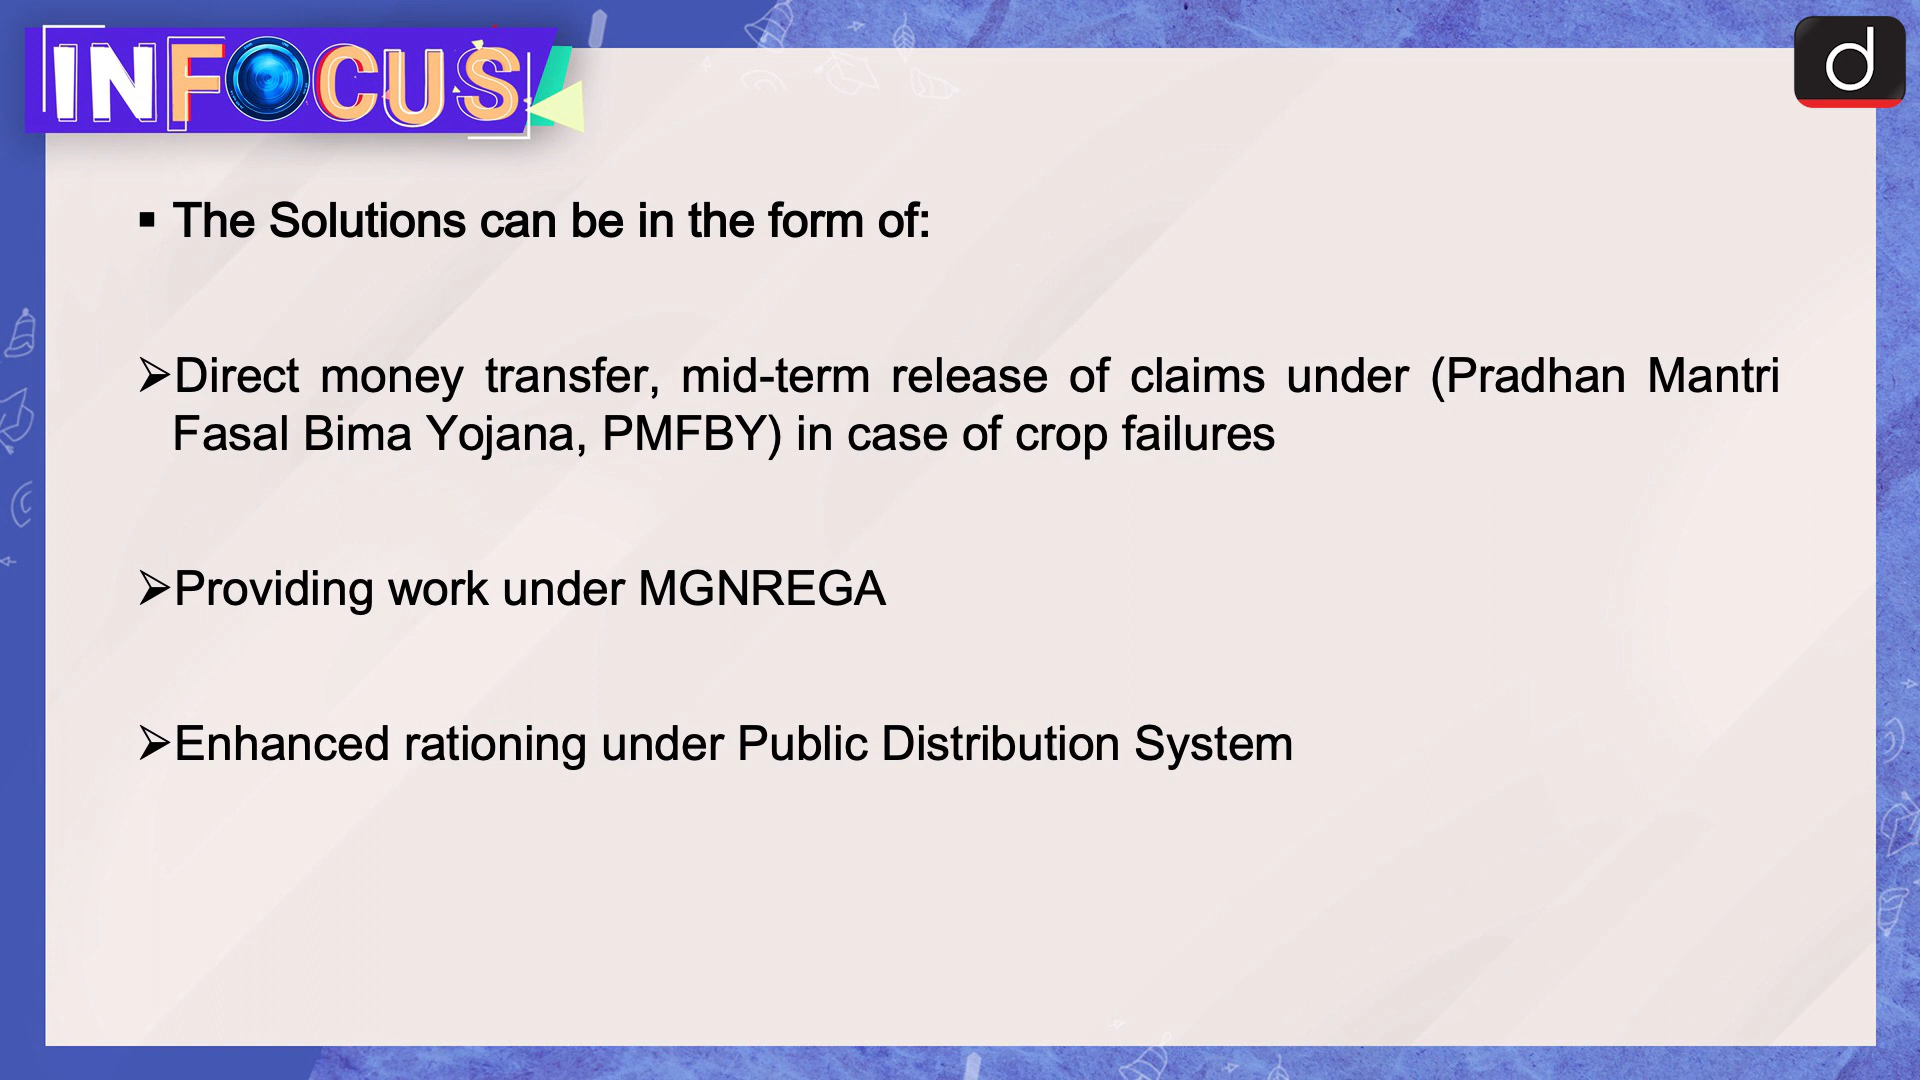 INFOCUS
d
▪ The Solutions can be in the form of:
➢Direct money transfer, mid-term release of claims under (Pradhan Mantri
Fasal Bima Yojana, PMFBY) in case of crop failures
➢Providing work under MGNREGA
➢Enhanced rationing under Public Distribution System